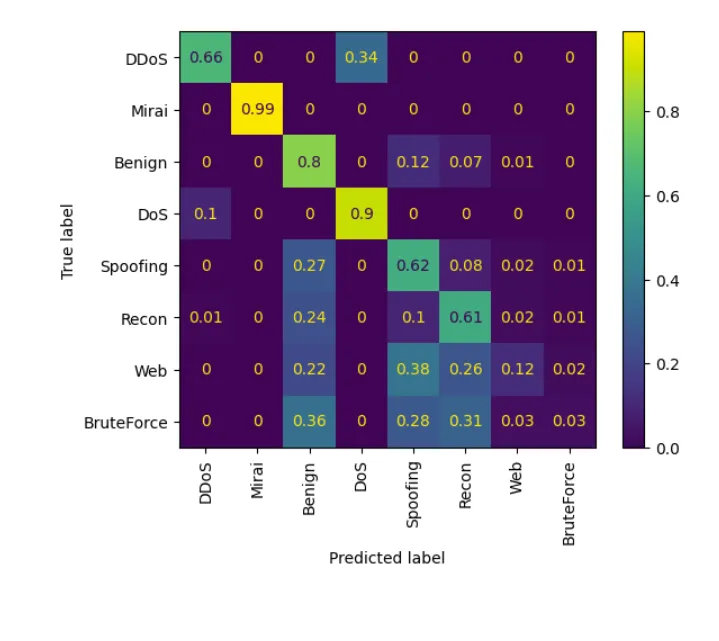 DDoS 0.66 0 0 0.34 0 0 0 0
Mirai 0 0.99 0 0 0 0 0 0
Benign 0 0 0.8 0 0.12 0.07 0.01 0
DoS 0.1 0 0 0.9 0 0 0 0
Spoofing 0 0 0.27 0 0.62 0.08 0.02 0.01
Recon 0.01 0 0.24 0 0.1 0.61 0.02 0.01
Web 0 0 0.22 0 0.38 0.26 0.12 0.02
BruteForce 0 0 0.36 0 0.28 0.31 0.03 0.03
True label
DDoS Mirai Benign DoS Spoofing Recon Web BruteForce
Predicted label
0.8
0.6
0.4
0.2
0.0